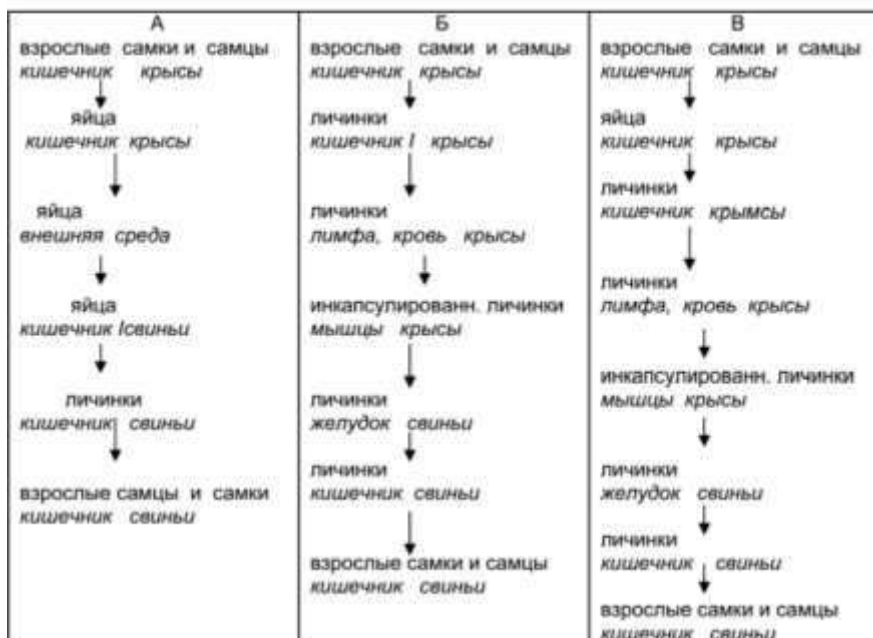 А
взрослые самки и самцы
кишечник крысы
яйца
кишечник крысы
яйца
внешняя среда
яйца
кишечник Iсвиньи
личинки
кишечник свиньи
взрослые самцы и самки
кишечник свиньи
Б
взрослые самки и самцы
кишечник крысы
личинки
кишечник I крысы
личинки
лимфа, кровь крысы
инкапсулированн. личинки
мышцы крысы
личинки
желудок свиньи
личинки
кишечник свиньи
взрослые самки и самцы
кишечник свиньи
В
взрослые самки и самцы
кишечник крысы
яйца
кишечник крысы
личинки
кишечник крымсы
личинки
лимфа, кровь крысы
инкапсулированн. личинки
мышцы крысы
личинки
желудок свиньи
личинки
кишечник свиньи
взрослые самки и самцы
кишечник свиньи